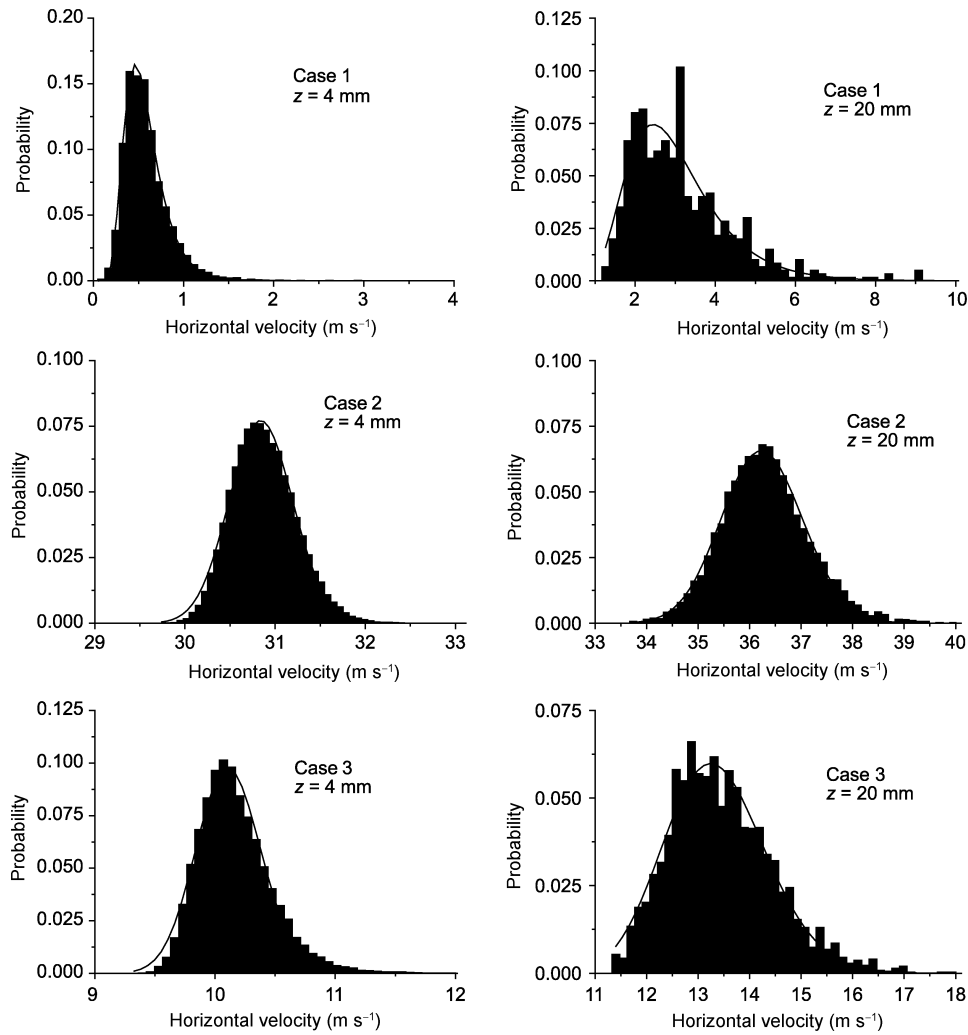 0.20
0.15
0.10
0.05
0.00
Probability
Case 1
z = 4 mm
0
1
2
3
4
Horizontal velocity (m s⁻¹)
0.125
0.100
0.075
0.050
0.025
0.000
Probability
Case 1
z = 20 mm
2
4
6
8
10
Horizontal velocity (m s⁻¹)
0.100
0.075
0.050
0.025
0.000
Probability
Case 2
z = 4 mm
29
30
31
32
33
Horizontal velocity (m s⁻¹)
0.100
0.075
0.050
0.025
0.000
Probability
Case 2
z = 20 mm
33
34
35
36
37
38
39
40
Horizontal velocity (m s⁻¹)
0.125
0.100
0.075
0.050
0.025
0.000
Probability
Case 3
z = 4 mm
9
10
11
12
Horizontal velocity (m s⁻¹)
0.075
0.050
0.025
0.000
Probability
Case 3
z = 20 mm
11
12
13
14
15
16
17
18
Horizontal velocity (m s⁻¹)